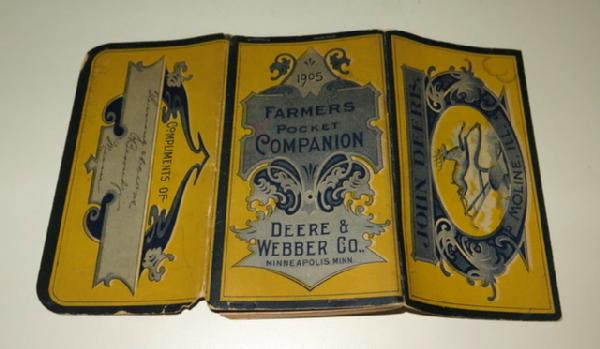 COMPLIMENTS OF
1905
FARMERS
POCKET
COMPANION
DEERE &
WEBBER CO.,
MINNEAPOLIS, MINN.
JOHN DEERE.
MOLINE, ILL.